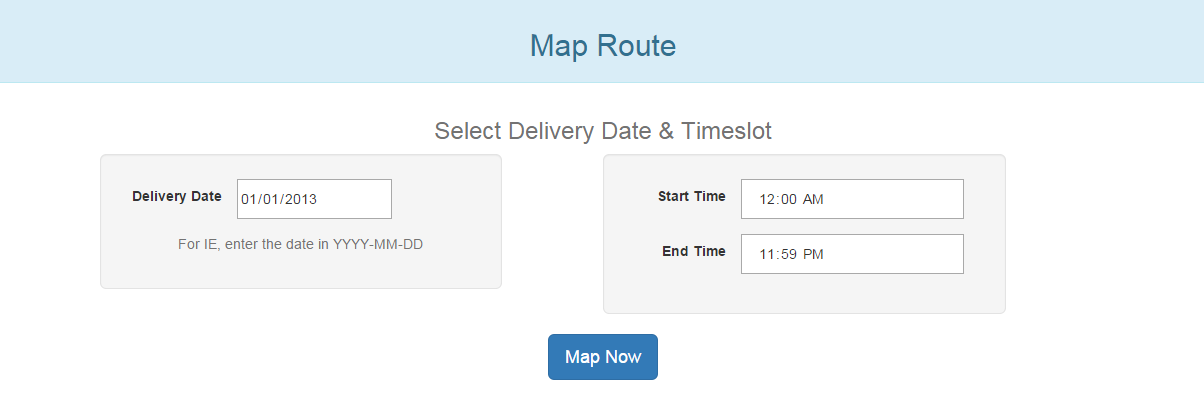 Map Route
Select Delivery Date & Timeslot
Delivery Date 01/01/2013
For IE, enter the date in YYYY-MM-DD
Start Time 12:00 AM
End Time 11:59 PM
Map Now